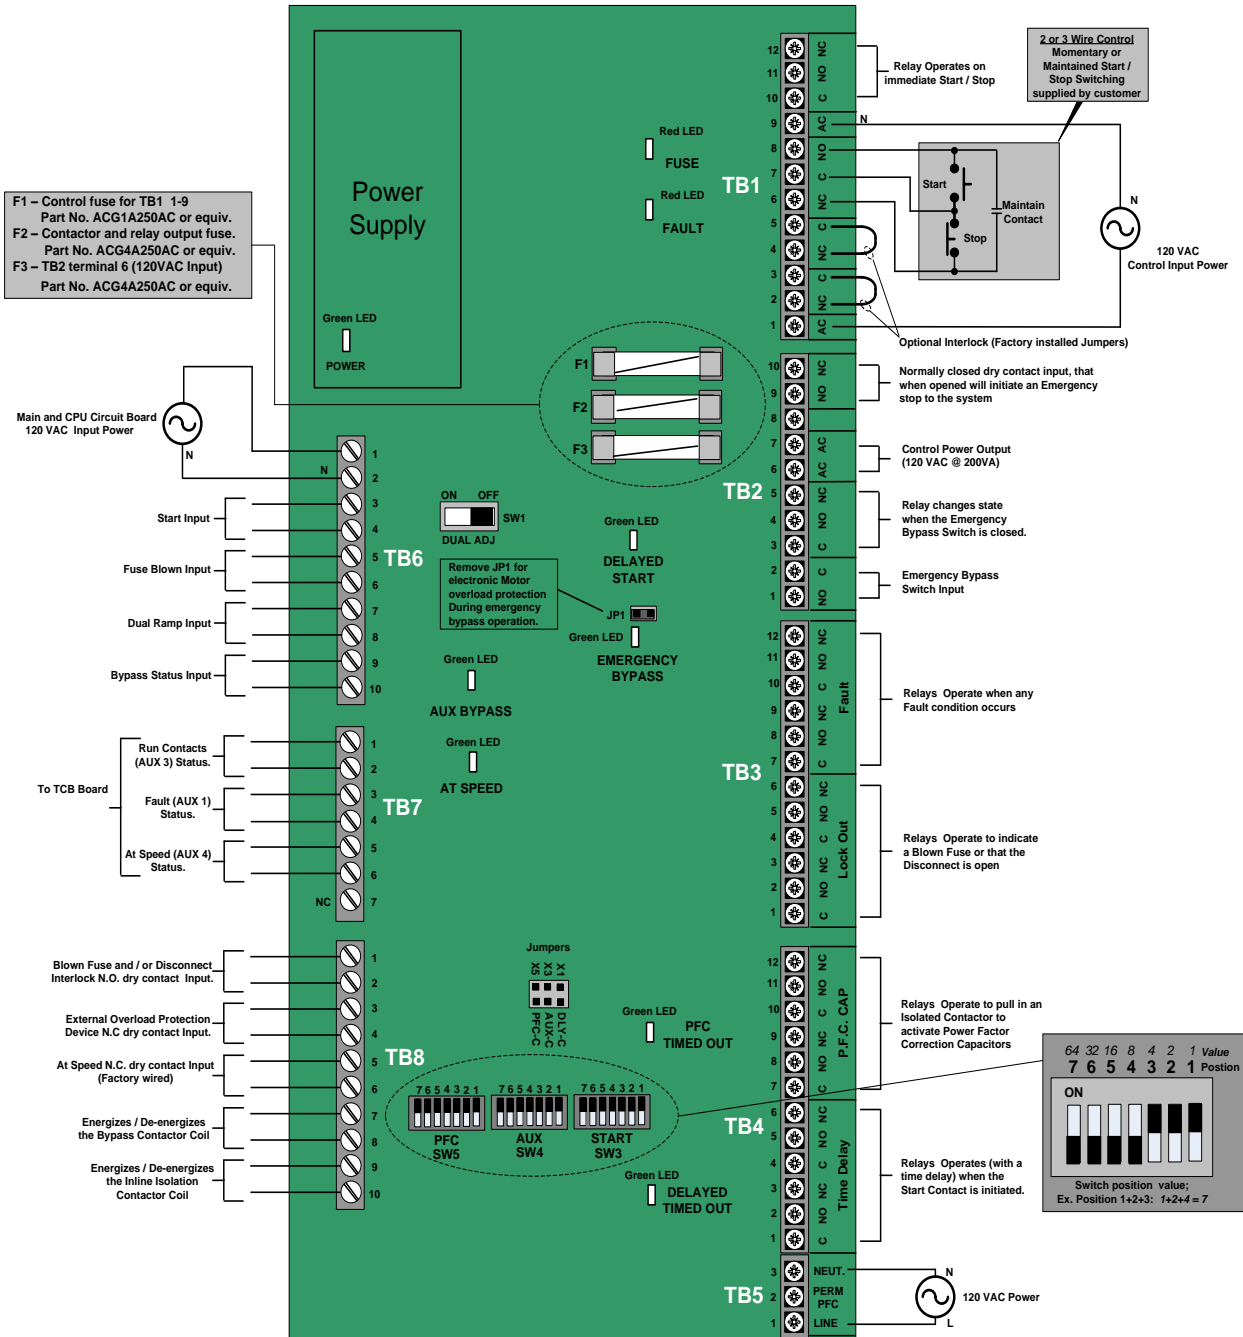 2 or 3 Wire Control
Momentary or
Maintained Start /
Stop Switching
supplied by customer
12 NC
11 NO
10 C
Relay Operates on
immediate Start / Stop
9 AC N
8 NO
7 C
6 NC
5 C
4 NC
3 C
2 NC
1 AC
TB1
Start
Stop
Maintain
Contact
N
120 VAC
Control Input Power
Optional Interlock (Factory installed Jumpers)
Red LED
FUSE
Red LED
FAULT
Power
Supply
Green LED
POWER
F1 – Control fuse for TB1 1-9
Part No. ACG1A250AC or equiv.
F2 – Contactor and relay output fuse.
Part No. ACG4A250AC or equiv.
F3 – TB2 terminal 6 (120VAC Input)
Part No. ACG4A250AC or equiv.
F1
F2
F3
10 NC
9 NO
8
7 AC
6 AC
5 NC
4 NO
3 C
2 C
1 NO
TB2
Normally closed dry contact input, that
when opened will initiate an Emergency
stop to the system
Control Power Output
(120 VAC @ 200VA)
Relay changes state
when the Emergency
Bypass Switch is closed.
Emergency Bypass
Switch Input
Main and CPU Circuit Board
120 VAC Input Power
N
N
1
2
3
4
5
6
7
8
9
10
TB6
Start Input
Fuse Blown Input
Dual Ramp Input
Bypass Status Input
ON OFF
SW1
DUAL ADJ
Green LED
DELAYED
START
Remove JP1 for
electronic Motor
overload protection
During emergency
bypass operation.
JP1
Green LED
EMERGENCY
BYPASS
Green LED
AUX BYPASS
Green LED
AT SPEED
12 NC
11 NO
10 C
9 NC
8 NO
7 C
6 NC
5 NO
4 C
3 NC
2 NO
1 C
Fault
Lock Out
TB3
Relays Operate when any
Fault condition occurs
Relays Operate to indicate
a Blown Fuse or that the
Disconnect is open
To TCB Board
Run Contacts
(AUX 3) Status.
Fault (AUX 1)
Status.
At Speed (AUX 4)
Status.
NC
1
2
3
4
5
6
7
TB7
Blown Fuse and / or Disconnect
Interlock N.O. dry contact Input.
External Overload Protection
Device N.C dry contact Input.
At Speed N.C. dry contact Input
(Factory wired)
Energizes / De-energizes
the Bypass Contactor Coil
Energizes / De-energizes
the Inline Isolation
Contactor Coil
1
2
3
4
5
6
7
8
9
10
TB8
Jumpers
X5 X3 X1
PFC-C AUX-C DLY-C
Green LED
PFC
TIMED OUT
7 6 5 4 3 2 1
PFC
SW5
7 6 5 4 3 2 1
AUX
SW4
7 6 5 4 3 2 1
START
SW3
Green LED
DELAYED
TIMED OUT
12 NC
11 NO
10 C
9 NC
8 NO
7 C
6 NC
5 NO
4 C
3 NC
2 NO
1 C
P.F.C. CAP
Time Delay
TB4
Relays Operate to pull in an
Isolated Contactor to
activate Power Factor
Correction Capacitors
Relays Operates (with a
time delay) when the
Start Contact is initiated.
64 32 16 8 4 2 1 Value
7 6 5 4 3 2 1 Postion
ON
Switch position value;
Ex. Position 1+2+3: 1+2+4 = 7
TB5
3 NEUT.
2 PERM
PFC
1 LINE
N
L
120 VAC Power